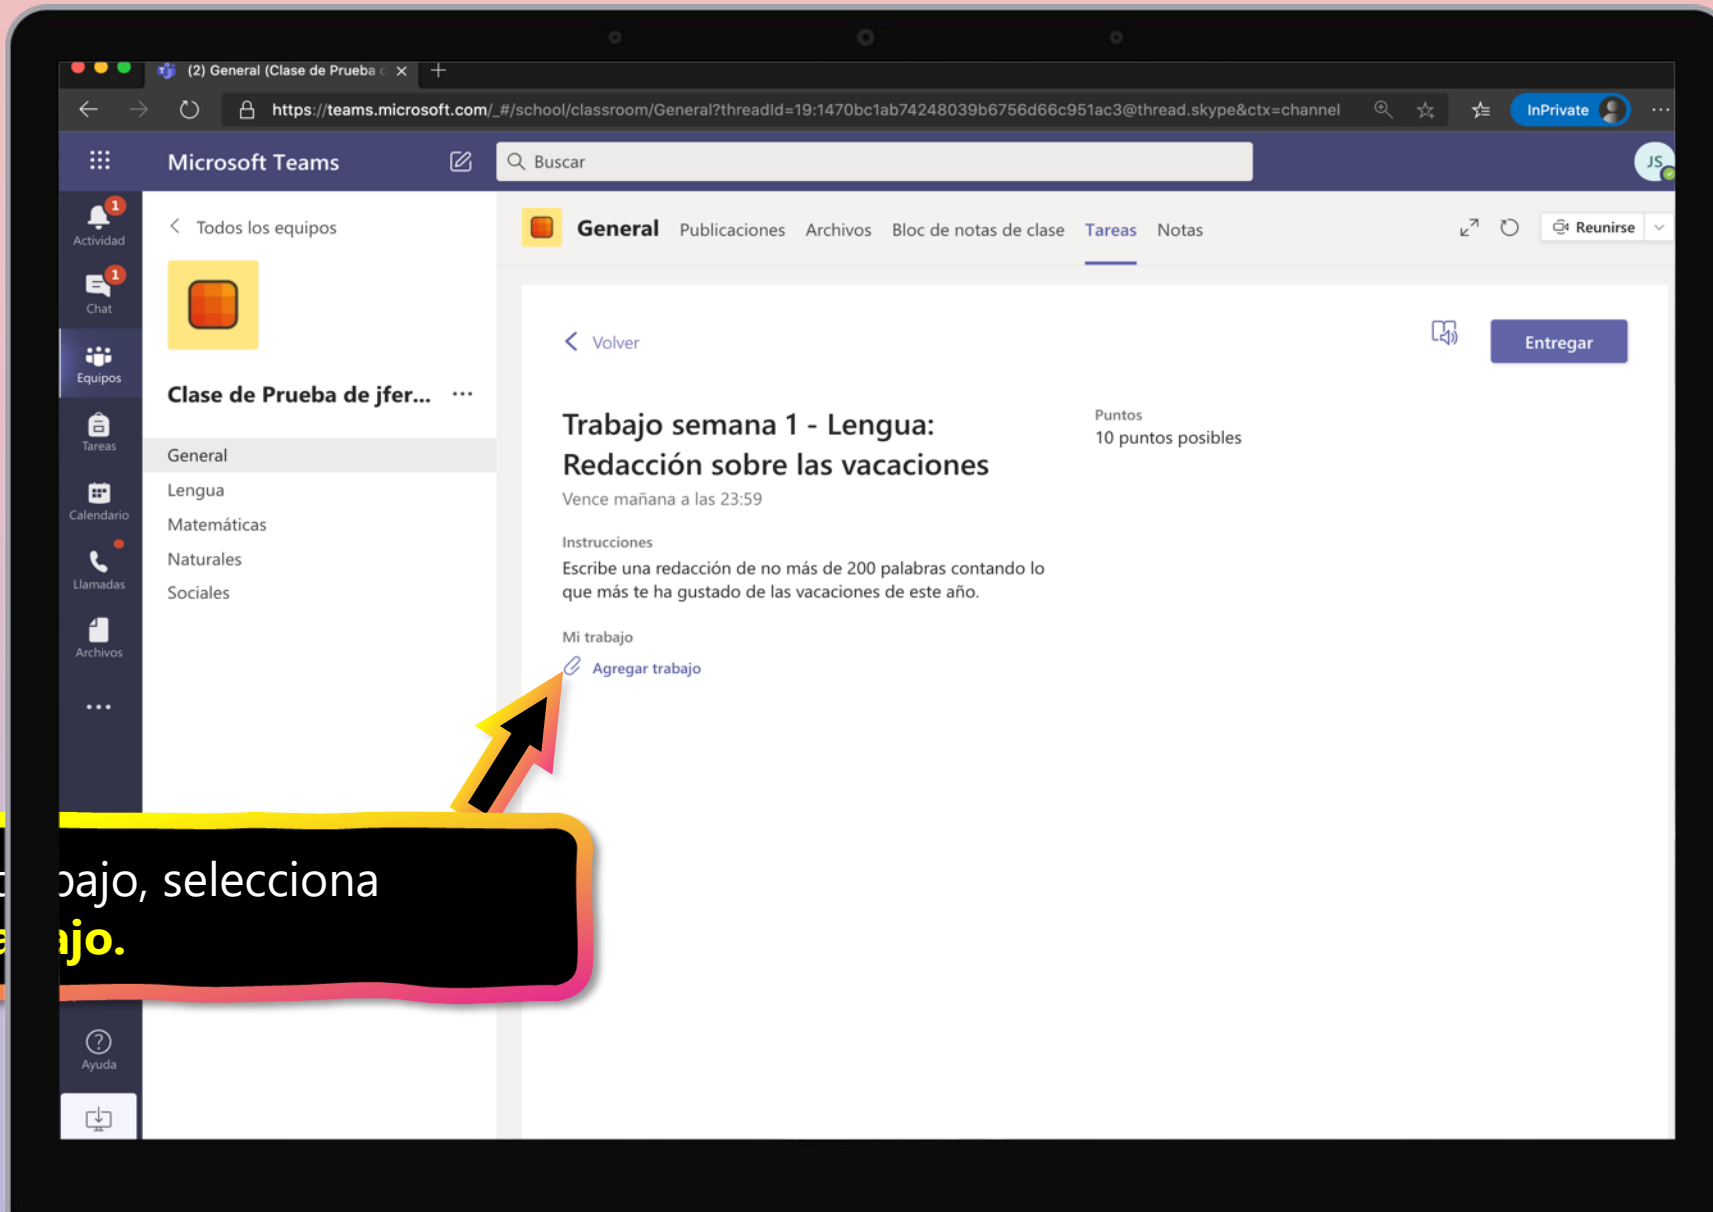 (2) General (Clase de Prueba
https://teams.microsoft.com/_#/school/classroom/General?threadId=19:1470bc1ab74248039b6756d66c951ac3@thread.skype&ctx=channel
InPrivate
Microsoft Teams
Buscar
JS
1
Actividad
1
Chat
Equipos
Tareas
Calendario
Llamadas
Archivos
Ayuda
Todos los equipos
Clase de Prueba de jfer...
General
Lengua
Matemáticas
Naturales
Sociales
General Publicaciones Archivos Bloc de notas de clase Tareas Notas
Reunirse
Volver
Entregar
Trabajo semana 1 - Lengua:
Redacción sobre las vacaciones
Vence mañana a las 23:59
Puntos
10 puntos posibles
Instrucciones
Escribe una redacción de no más de 200 palabras contando lo
que más te ha gustado de las vacaciones de este año.
Mi trabajo
Agregar trabajo
bajo, selecciona
ajo.